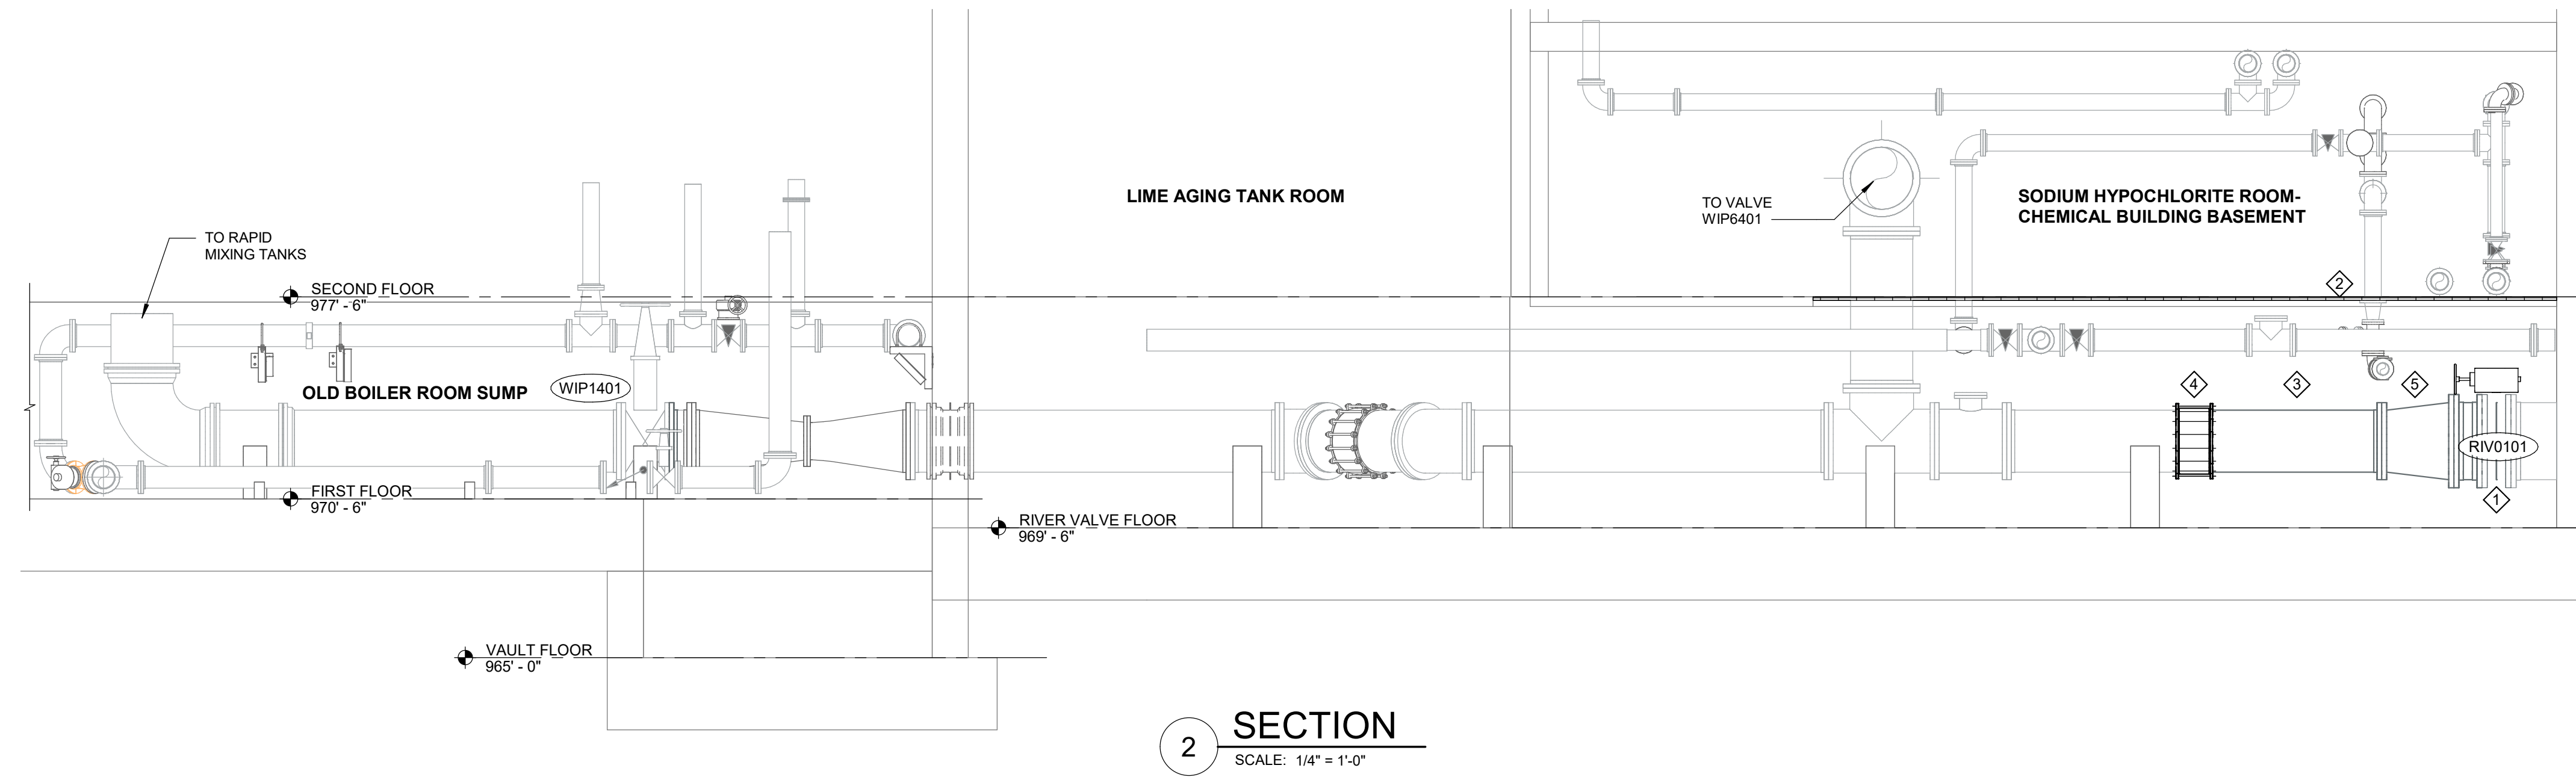 LIME AGING TANK ROOM
TO VALVE
WIP6401
SODIUM HYPOCHLORITE ROOM-
CHEMICAL BUILDING BASEMENT
TO RAPID
MIXING TANKS
SECOND FLOOR
977' - 6"
2
OLD BOILER ROOM SUMP
WIP1401
4
3
5
RIV0101
1
FIRST FLOOR
970' - 6"
RIVER VALVE FLOOR
969' - 6"
VAULT FLOOR
965' - 0"
2
SECTION
SCALE: 1/4" = 1'-0"